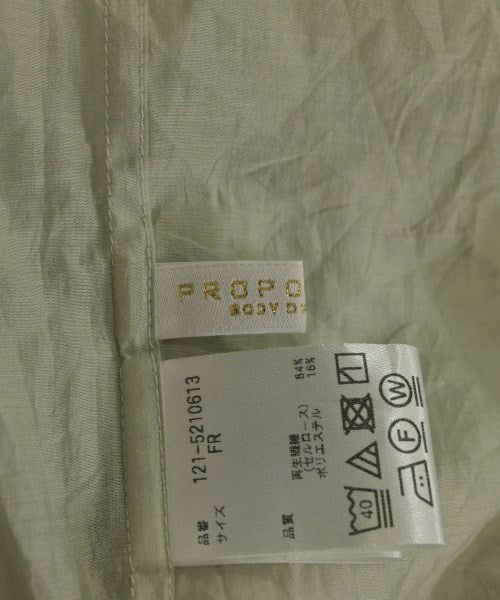 PROPO
BODY D
品番 121-5210613
サイズ FR
品質 再生繊維 84%
(セルロース)
ポリエステル 16%
40
F
W